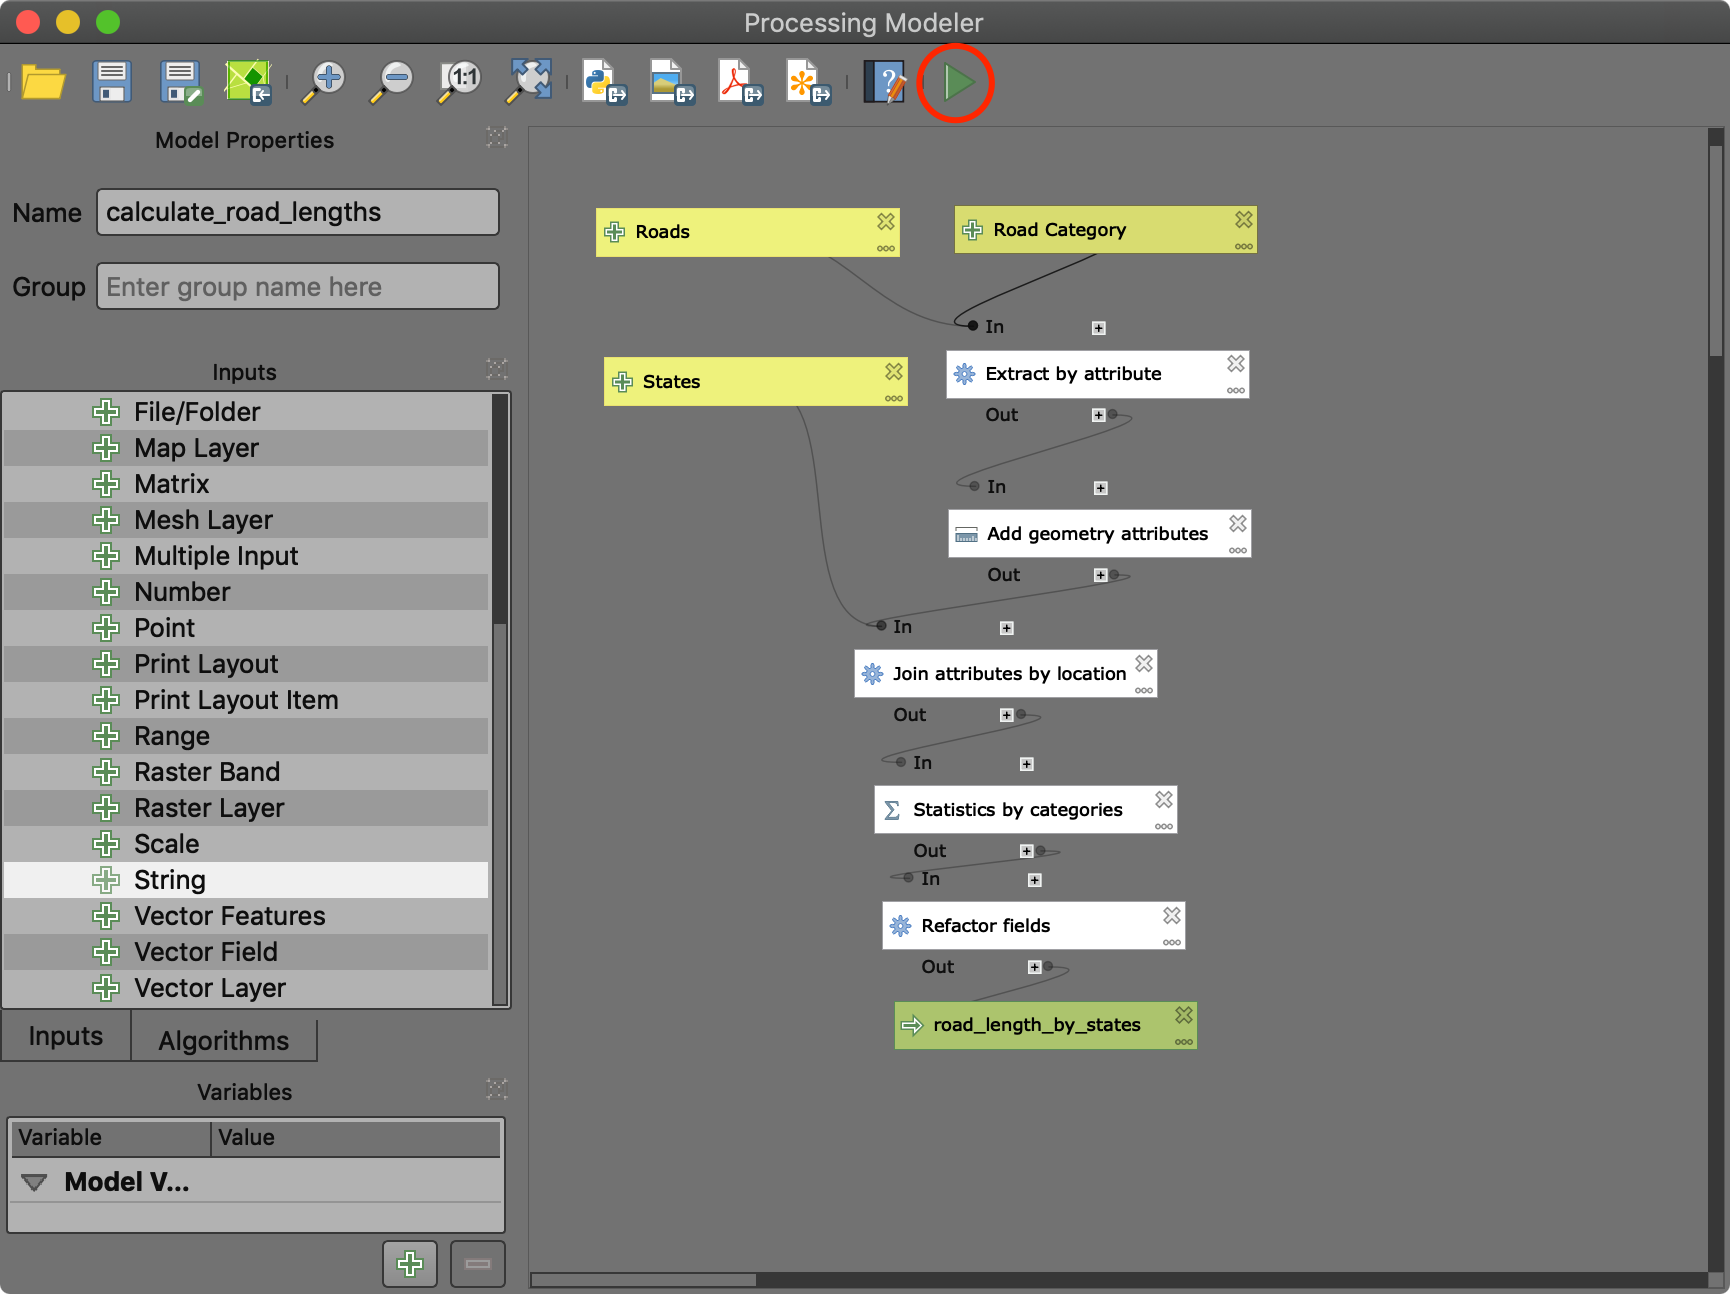 Processing Modeler
1:1
?
Model Properties
Name calculate_road_lengths
Group Enter group name here
Inputs
File/Folder
Map Layer
Matrix
Mesh Layer
Multiple Input
Number
Point
Print Layout
Print Layout Item
Range
Raster Band
Raster Layer
Scale
String
Vector Features
Vector Field
Vector Layer
Inputs Algorithms
Variables
Variable Value
Model V...
Roads
Road Category
In
States
Extract by attribute
Out
In
Add geometry attributes
Out
In
Join attributes by location
Out
In
Σ Statistics by categories
Out
In
Refactor fields
Out
road_length_by_states